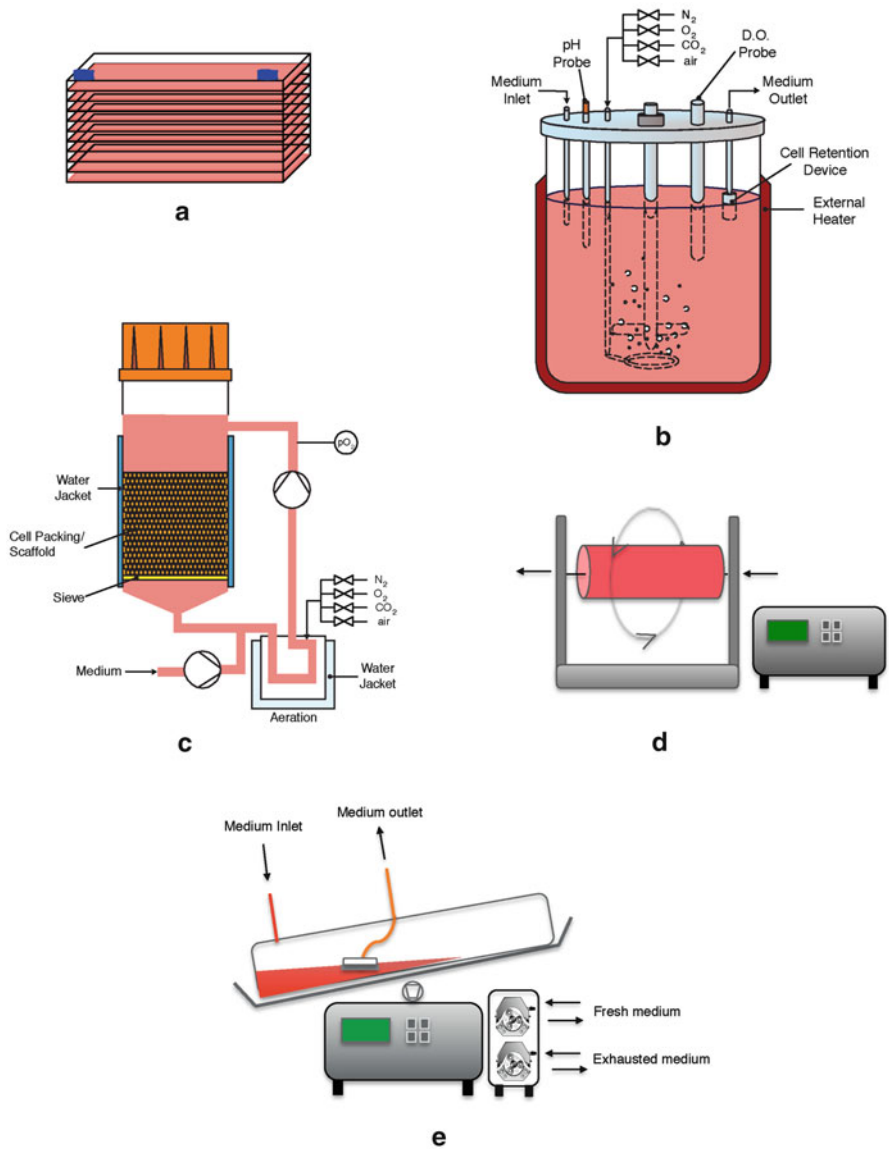 a
N2
O2
CO2
air
D.O.
Probe
pH
Probe
Medium
Inlet
Medium
Outlet
Cell Retention
Device
External
Heater
b
pO2
Water
Jacket
Cell Packing/
Scaffold
Sieve
N2
O2
CO2
air
Medium
Water
Jacket
Aeration
c
d
Medium Inlet
Medium outlet
Fresh medium
Exhausted medium
e